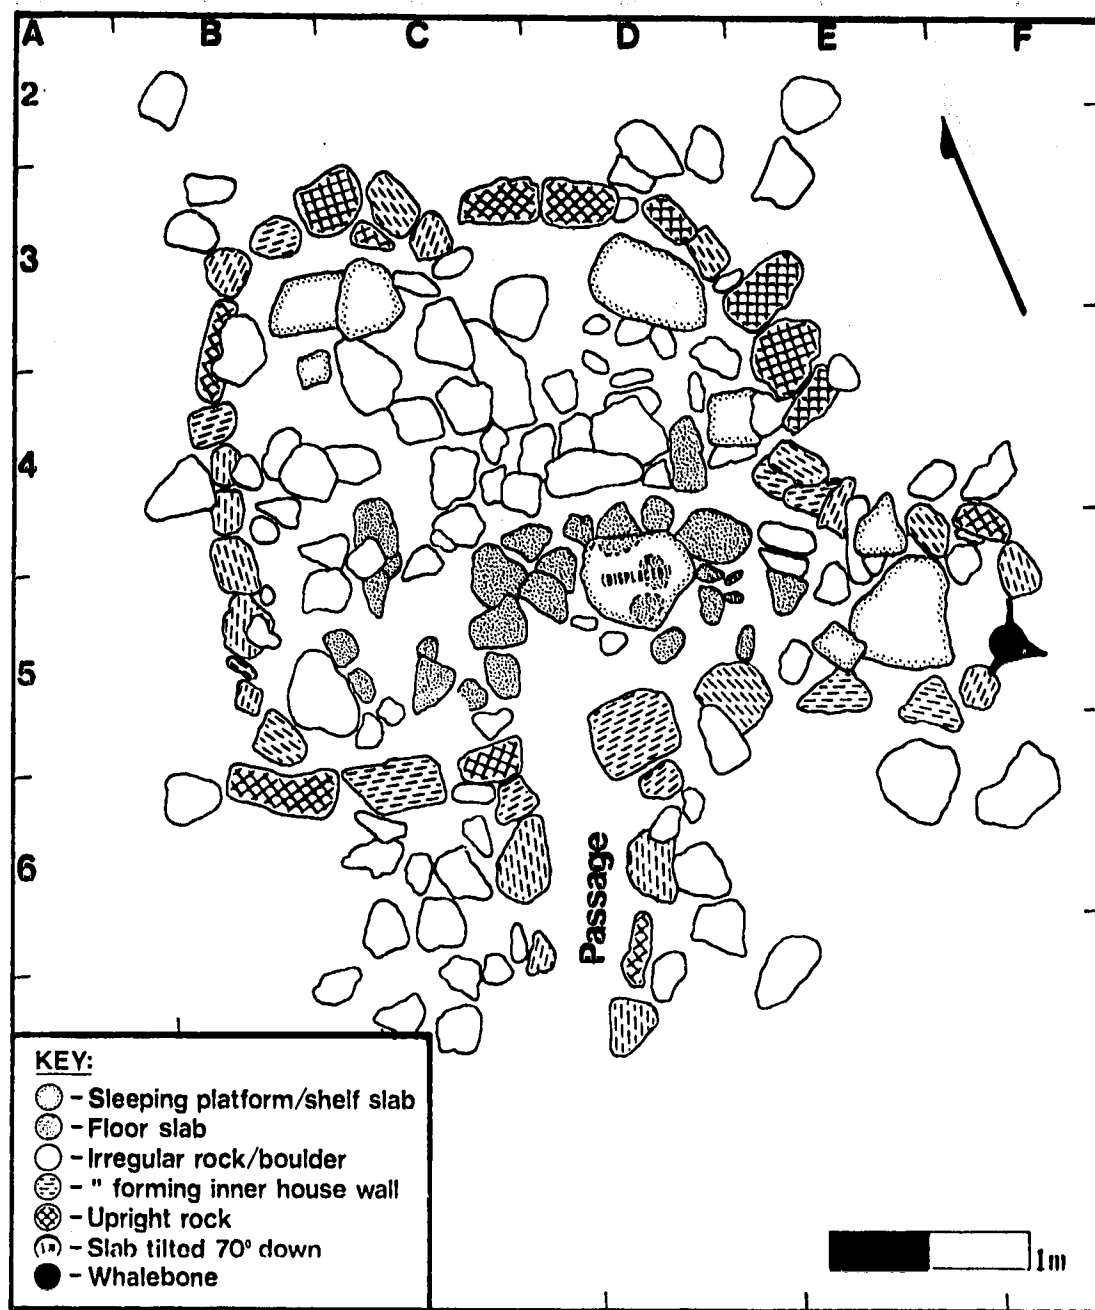 A B C D E F
2
3
4
(DISPLACED)
5
6
Passage
KEY:
- Sleeping platform/shelf slab
- Floor slab
- Irregular rock/boulder
- " forming inner house wall
- Upright rock
- Slab tilted 70° down
- Whalebone
1m